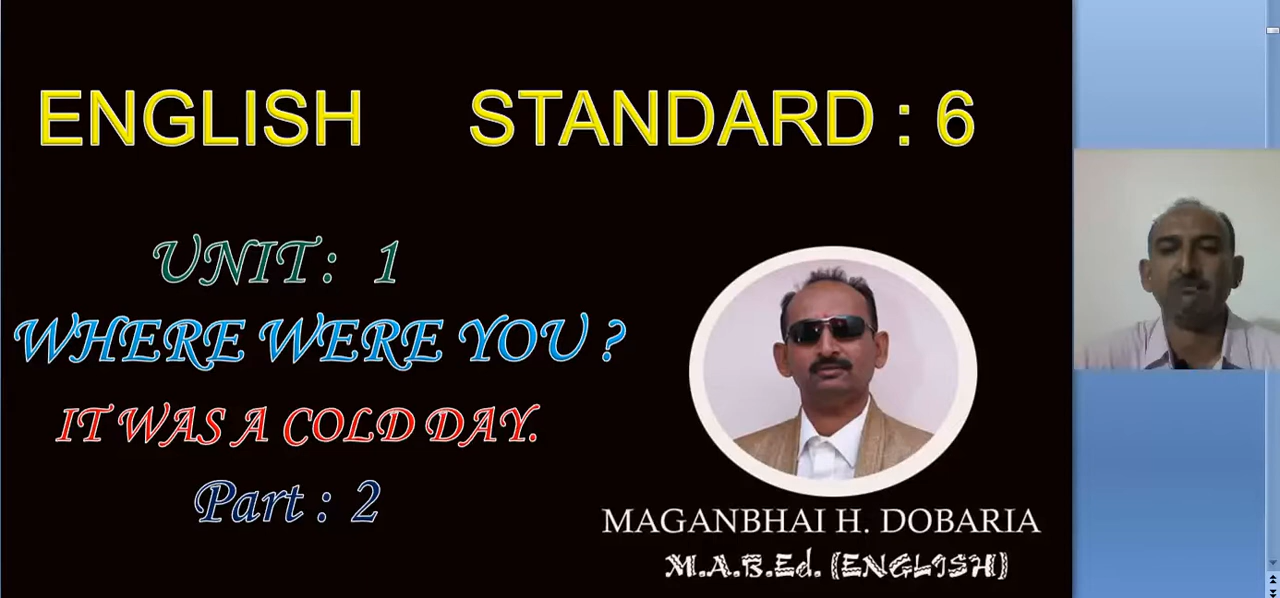 ENGLISH STANDARD : 6
UNIT : 1
WHERE WERE YOU ?
IT WAS A COLD DAY.
Part : 2
MAGANBHAI H. DOBARIA
M.A.B.Ed. (ENGLISH)